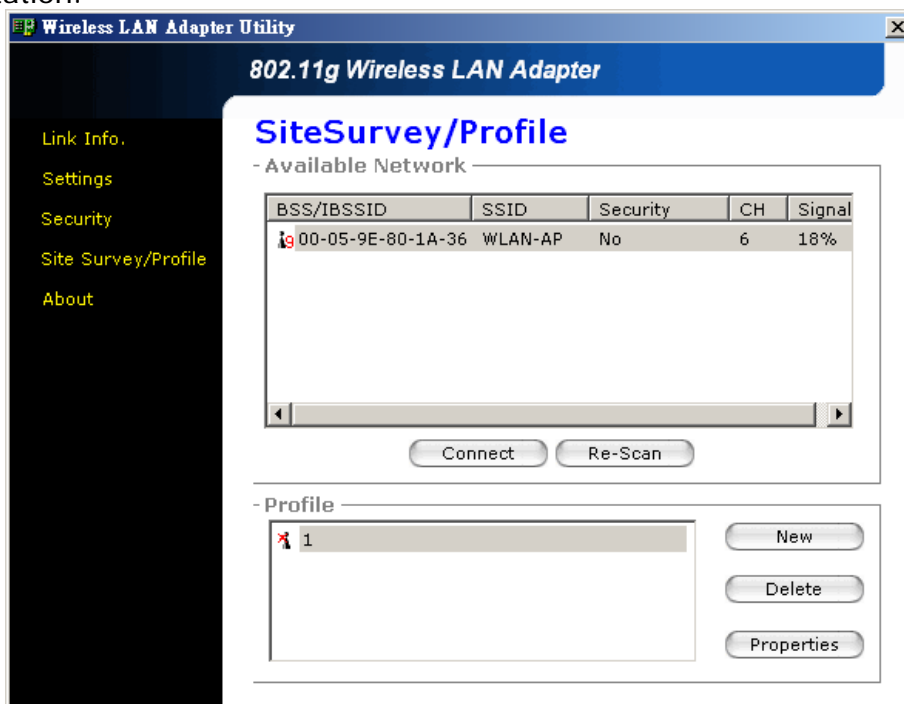 Wireless LAN Adapter Utility
802.11g Wireless LAN Adapter
Link Info.
Settings
Security
Site Survey/Profile
About
SiteSurvey/Profile
Available Network
BSS/IBSSID SSID Security CH Signal
g 00-05-9E-80-1A-36 WLAN-AP No 6 18%
Connect Re-Scan
Profile
1
New
Delete
Properties